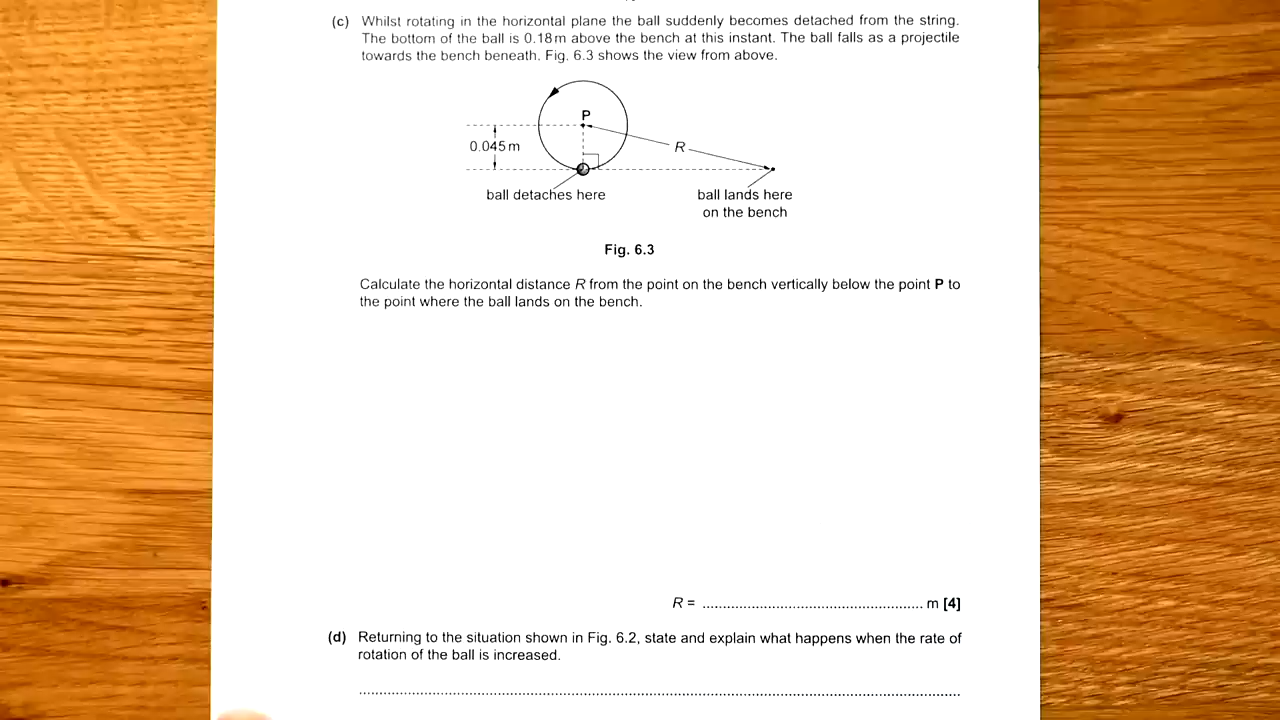 (c) Whilst rotating in the horizontal plane the ball suddenly becomes detached from the string.
The bottom of the ball is 0.18 m above the bench at this instant. The ball falls as a projectile
towards the bench beneath. Fig. 6.3 shows the view from above.
P
0.045 m
R
ball detaches here
ball lands here
on the bench
Fig. 6.3
Calculate the horizontal distance R from the point on the bench vertically below the point P to
the point where the ball lands on the bench.
R = ...................................................... m [4]
(d) Returning to the situation shown in Fig. 6.2, state and explain what happens when the rate of
rotation of the ball is increased.